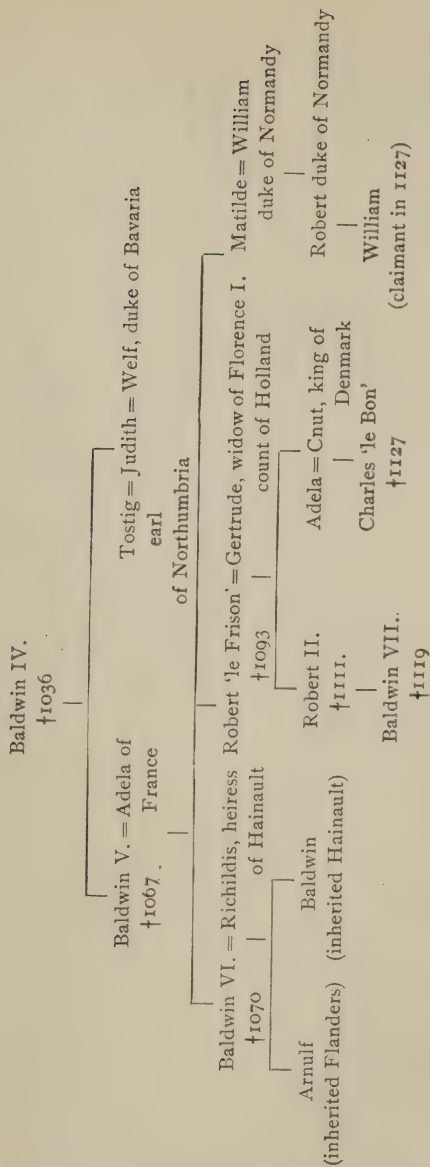 Baldwin IV.
†1036
Baldwin V. = Adela of
†1067. France
Tostig = Judith = Welf, duke of Bavaria
earl
of Northumbria
Baldwin VI. = Richildis, heiress
†1070 of Hainault
Robert 'le Frison' = Gertrude, widow of Florence I.
†1093 count of Holland
Matilde = William
duke of Normandy
Arnulf
(inherited Flanders)
Baldwin
(inherited Hainault)
Robert II.
†1111.
Adela = Cnut, king of
Denmark
Robert duke of Normandy
Baldwin VII.
†1119
Charles 'le Bon'
†1127
William
(claimant in 1127)